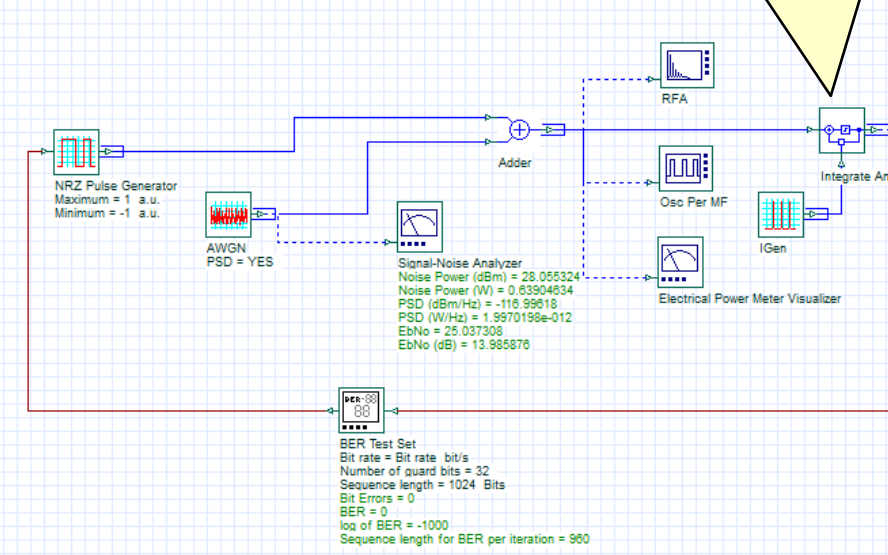 RFA
Adder
NRZ Pulse Generator
Maximum = 1 a.u.
Minimum = -1 a.u.
Osc Per MF
Integrate An
AWGN
PSD = YES
IGen
Signal-Noise Analyzer
Noise Power (dBm) = 28.055324
Noise Power (W) = 0.63904634
PSD (dBm/Hz) = -116.99618
PSD (W/Hz) = 1.9970198e-012
EbNo = 25.037308
EbNo (dB) = 13.985876
Electrical Power Meter Visualizer
BER-88
88
BER Test Set
Bit rate = Bit rate bit/s
Number of guard bits = 32
Sequence length = 1024 Bits
Bit Errors = 0
BER = 0
log of BER = -1000
Sequence length for BER per iteration = 960